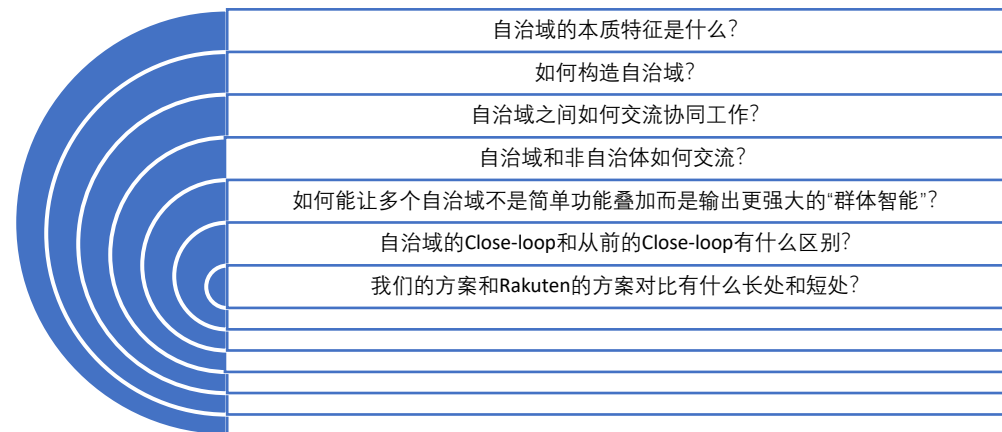 自治域的本质特征是什么？
如何构造自治域？
自治域之间如何交流协同工作？
自治域和非自治体如何交流？
如何能让多个自治域不是简单功能叠加而是输出更强大的“群体智能”？
自治域的Close-loop和从前的Close-loop有什么区别？
我们的方案和Rakuten的方案对比有什么长处和短处？